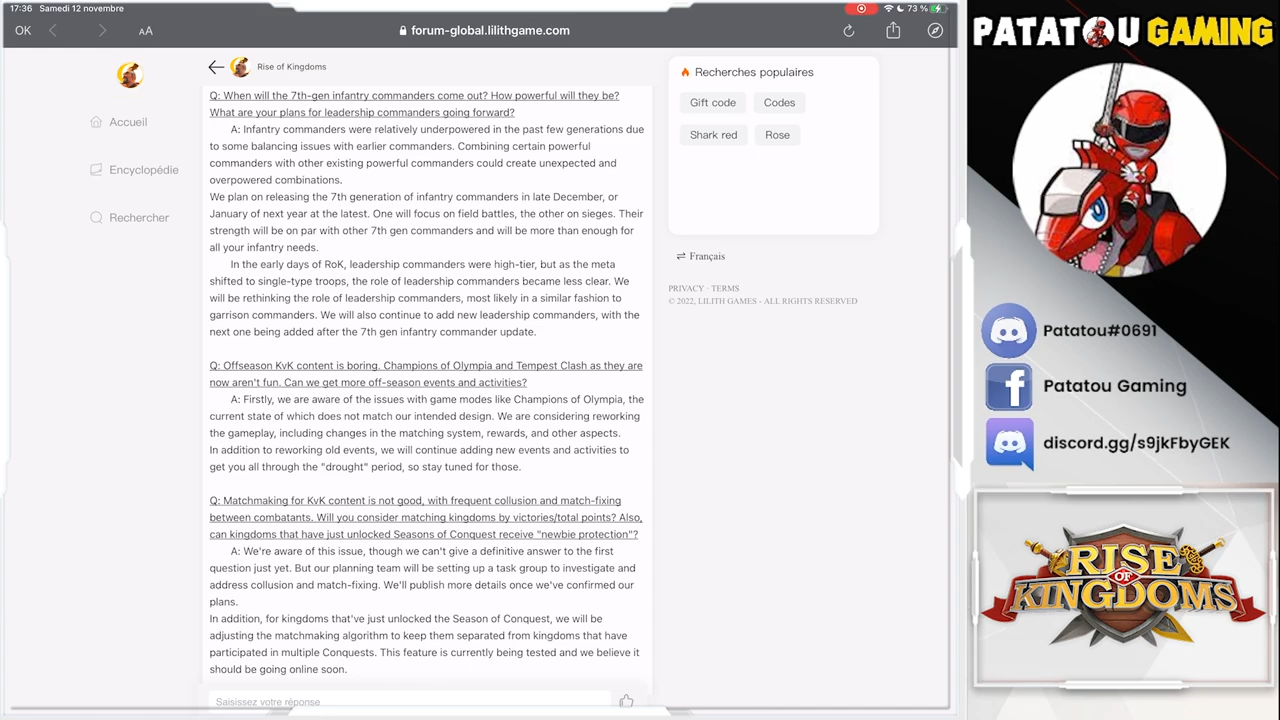 17:36 Samedi 12 novembre
73 %
OK
AA
forum-global.lilithgame.com
Rise of Kingdoms
Accueil
Encyclopédie
Rechercher
Q: When will the 7th-gen infantry commanders come out? How powerful will they be?
What are your plans for leadership commanders going forward?
A: Infantry commanders were relatively underpowered in the past few generations due
to some balancing issues with earlier commanders. Combining certain powerful
commanders with other existing powerful commanders could create unexpected and
overpowered combinations.
We plan on releasing the 7th generation of infantry commanders in late December, or
January of next year at the latest. One will focus on field battles, the other on sieges. Their
strength will be on par with other 7th gen commanders and will be more than enough for
all your infantry needs.
In the early days of RoK, leadership commanders were high-tier, but as the meta
shifted to single-type troops, the role of leadership commanders became less clear. We
will be rethinking the role of leadership commanders, most likely in a similar fashion to
garrison commanders. We will also continue to add new leadership commanders, with the
next one being added after the 7th gen infantry commander update.
Q: Offseason KvK content is boring. Champions of Olympia and Tempest Clash as they are
now aren't fun. Can we get more off-season events and activities?
A: Firstly, we are aware of the issues with game modes like Champions of Olympia, the
current state of which does not match our intended design. We are considering reworking
the gameplay, including changes in the matching system, rewards, and other aspects.
In addition to reworking old events, we will continue adding new events and activities to
get you all through the "drought" period, so stay tuned for those.
Q: Matchmaking for KvK content is not good, with frequent collusion and match-fixing
between combatants. Will you consider matching kingdoms by victories/total points? Also,
can kingdoms that have just unlocked Seasons of Conquest receive "newbie protection"?
A: We're aware of this issue, though we can't give a definitive answer to the first
question just yet. But our planning team will be setting up a task group to investigate and
address collusion and match-fixing. We'll publish more details once we've confirmed our
plans.
In addition, for kingdoms that've just unlocked the Season of Conquest, we will be
adjusting the matchmaking algorithm to keep them separated from kingdoms that have
participated in multiple Conquests. This feature is currently being tested and we believe it
should be going online soon.
Saisissez votre réponse
Recherches populaires
Gift code
Codes
Shark red
Rose
Français
PRIVACY · TERMS
© 2022, LILITH GAMES - ALL RIGHTS RESERVED
PATATOU GAMING
Patatou#0691
Patatou Gaming
discord.gg/s9jkFbyGEK
RISE
OF
KINGDOMS